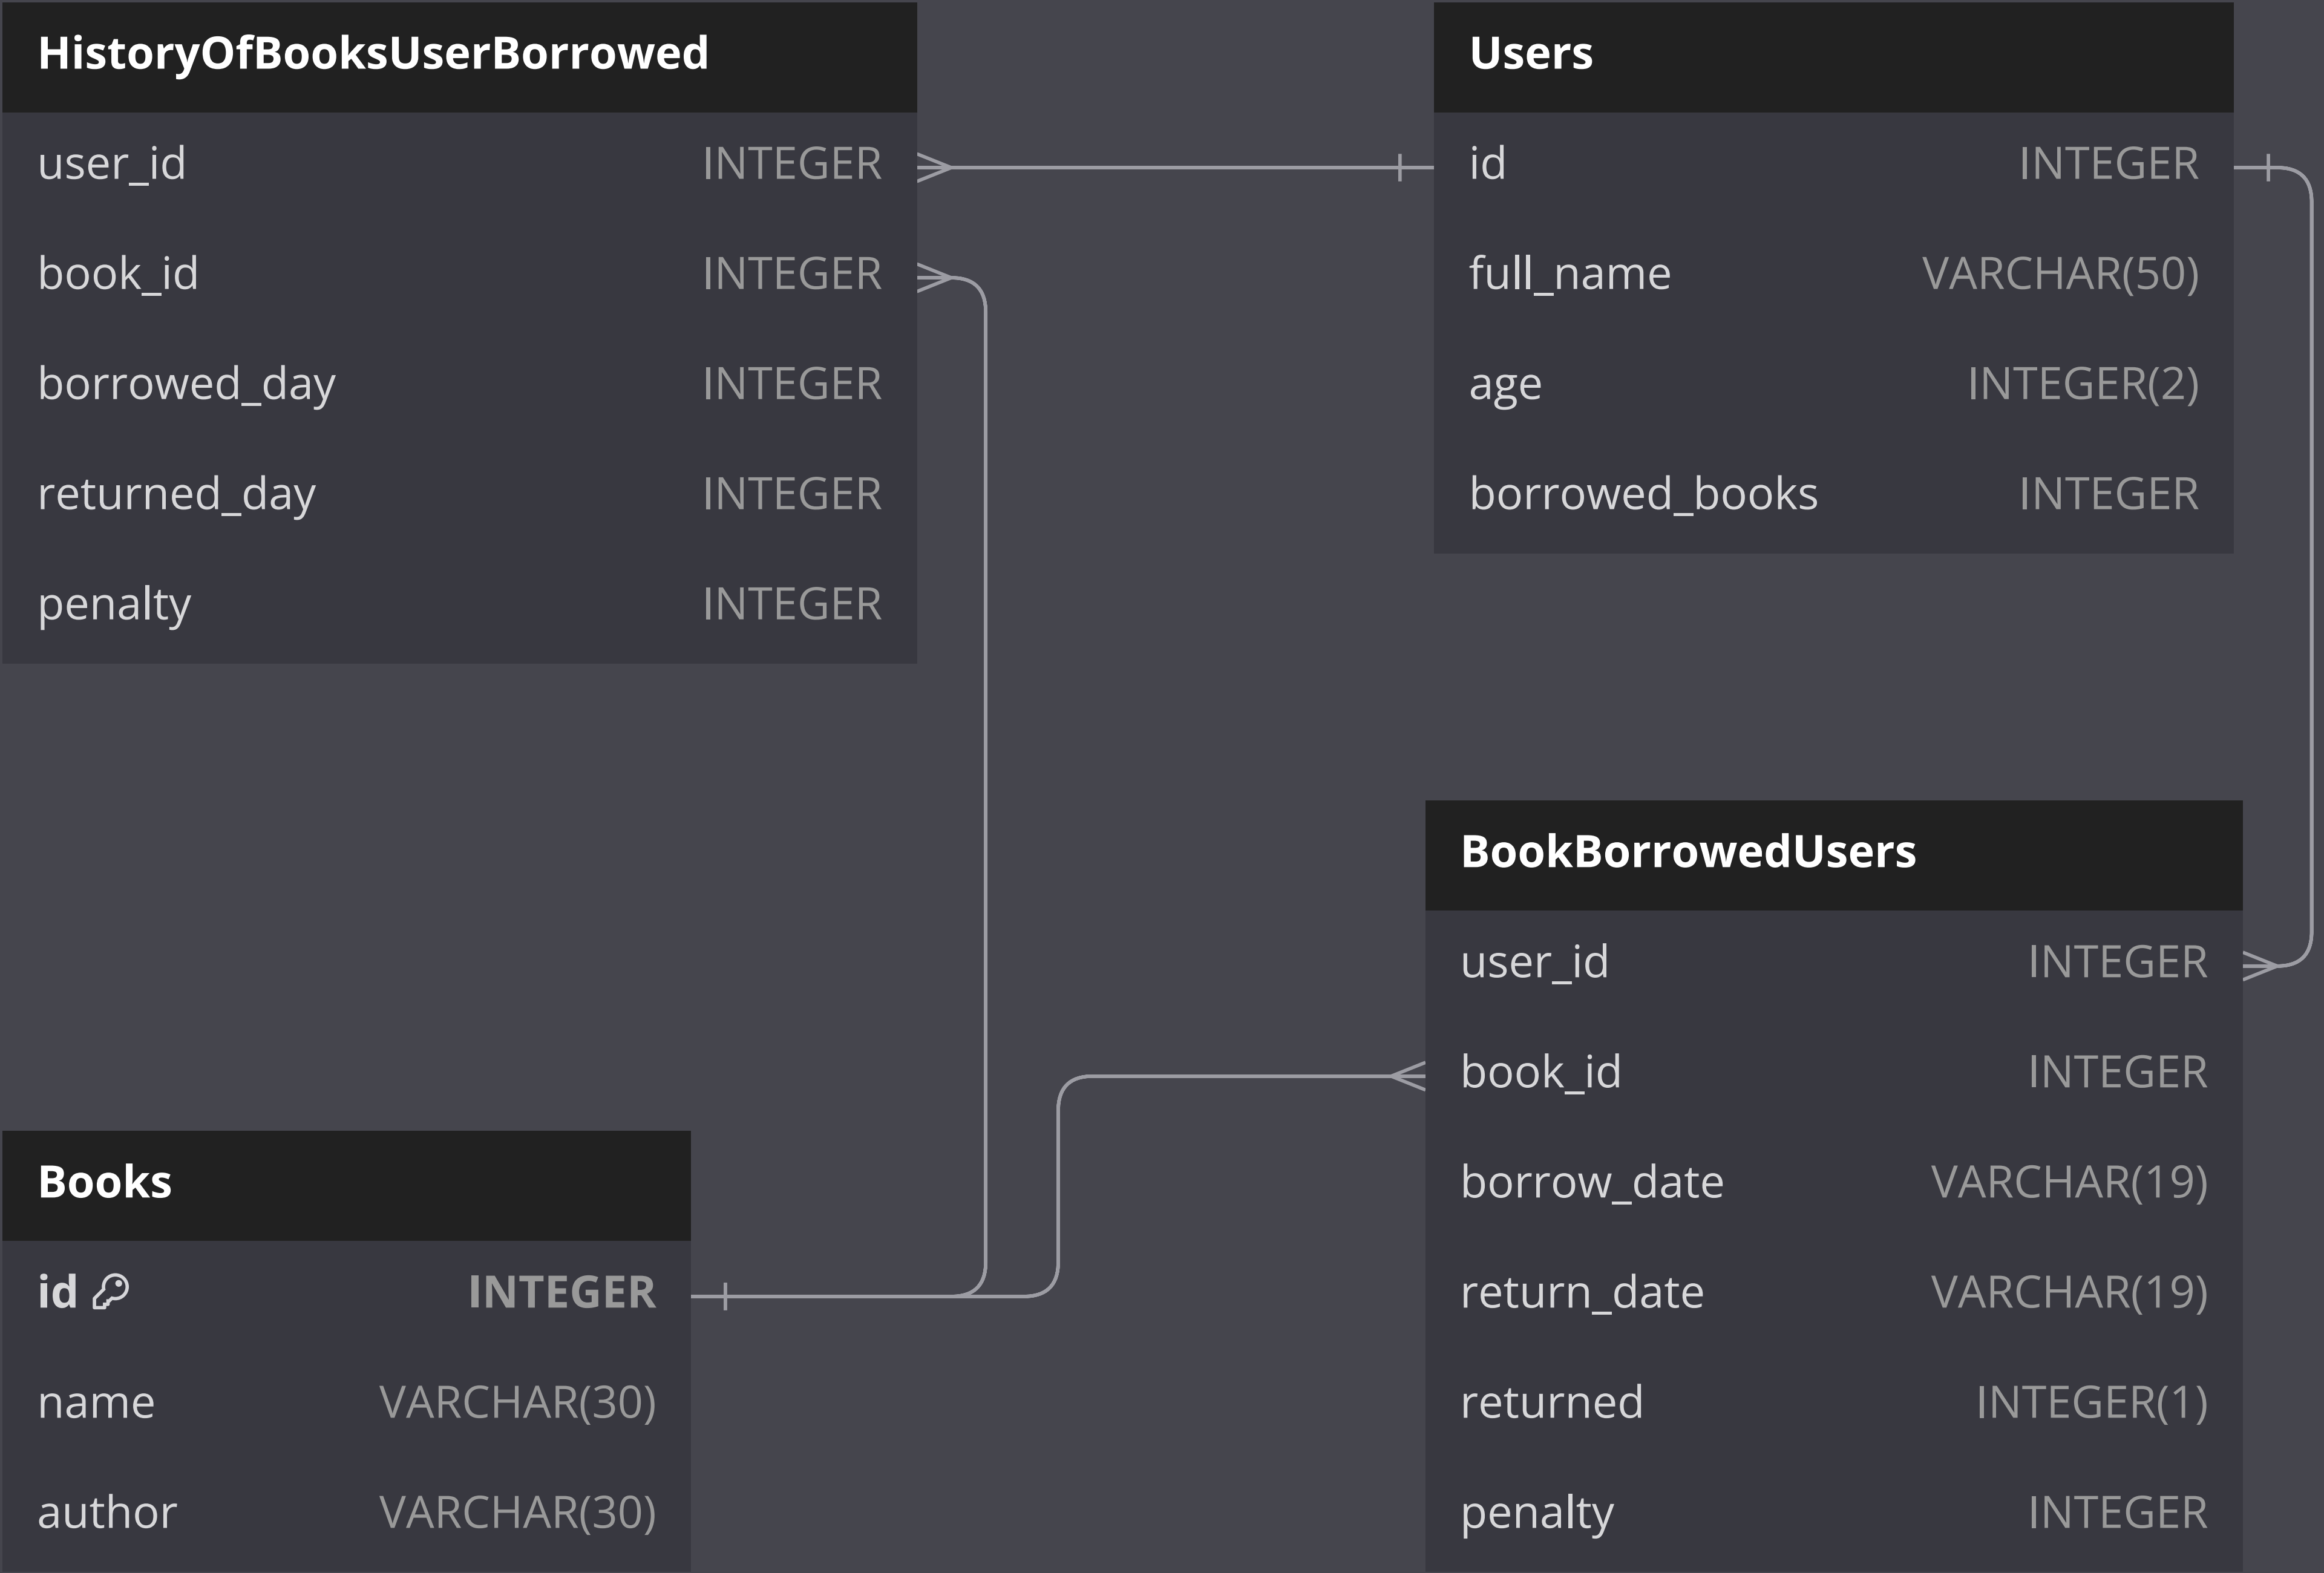 HistoryOfBooksUserBorrowed
user_id INTEGER
book_id INTEGER
borrowed_day INTEGER
returned_day INTEGER
penalty INTEGER
Users
id INTEGER
full_name VARCHAR(50)
age INTEGER(2)
borrowed_books INTEGER
BookBorrowedUsers
user_id INTEGER
book_id INTEGER
borrow_date VARCHAR(19)
return_date VARCHAR(19)
returned INTEGER(1)
penalty INTEGER
Books
id INTEGER
name VARCHAR(30)
author VARCHAR(30)